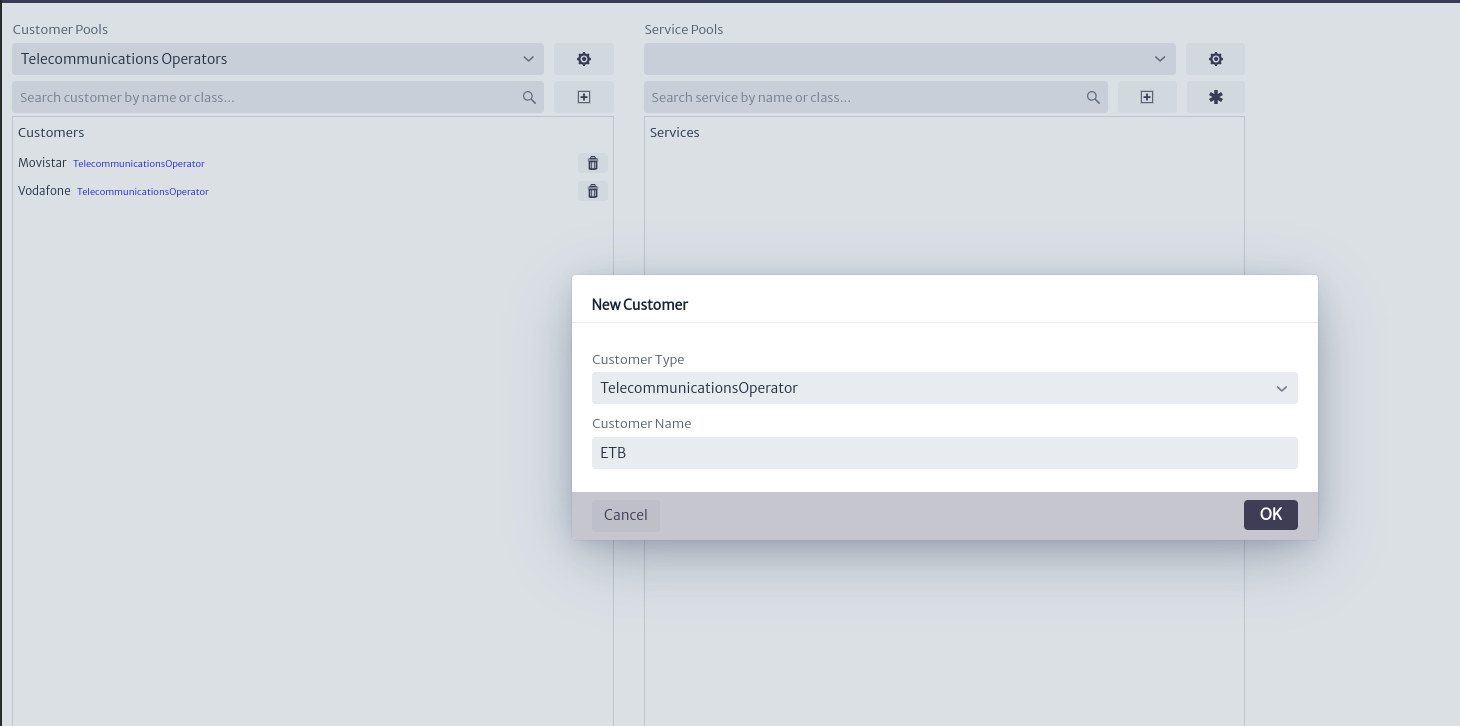 Customer Pools
Telecommunications Operators
Search customer by name or class...
Customers
Movistar TelecommunicationsOperator
Vodafone TelecommunicationsOperator
Service Pools
Search service by name or class...
Services
New Customer
Customer Type
TelecommunicationsOperator
Customer Name
ETB
Cancel
OK